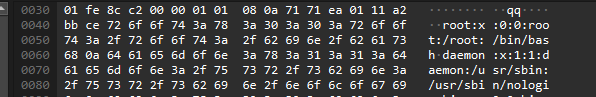 0030 01 fe 8c c2 00 00 01 01 08 0a 71 71 ea 01 11 a2 ········ ··qq····
0040 bb ce 72 6f 6f 74 3a 78 3a 30 3a 30 3a 72 6f 6f ··root:x :0:0:roo
0050 74 3a 2f 72 6f 6f 74 3a 2f 62 69 6e 2f 62 61 73 t:/root: /bin/bas
0060 68 0a 64 61 65 6d 6f 6e 3a 78 3a 31 3a 31 3a 64 h·daemon :x:1:1:d
0070 61 65 6d 6f 6e 3a 2f 75 73 72 2f 73 62 69 6e 3a aemon:/u sr/sbin:
0080 2f 75 73 72 2f 73 62 69 6e 2f 6e 6f 6c 6f 67 69 /usr/sbi n/nologi